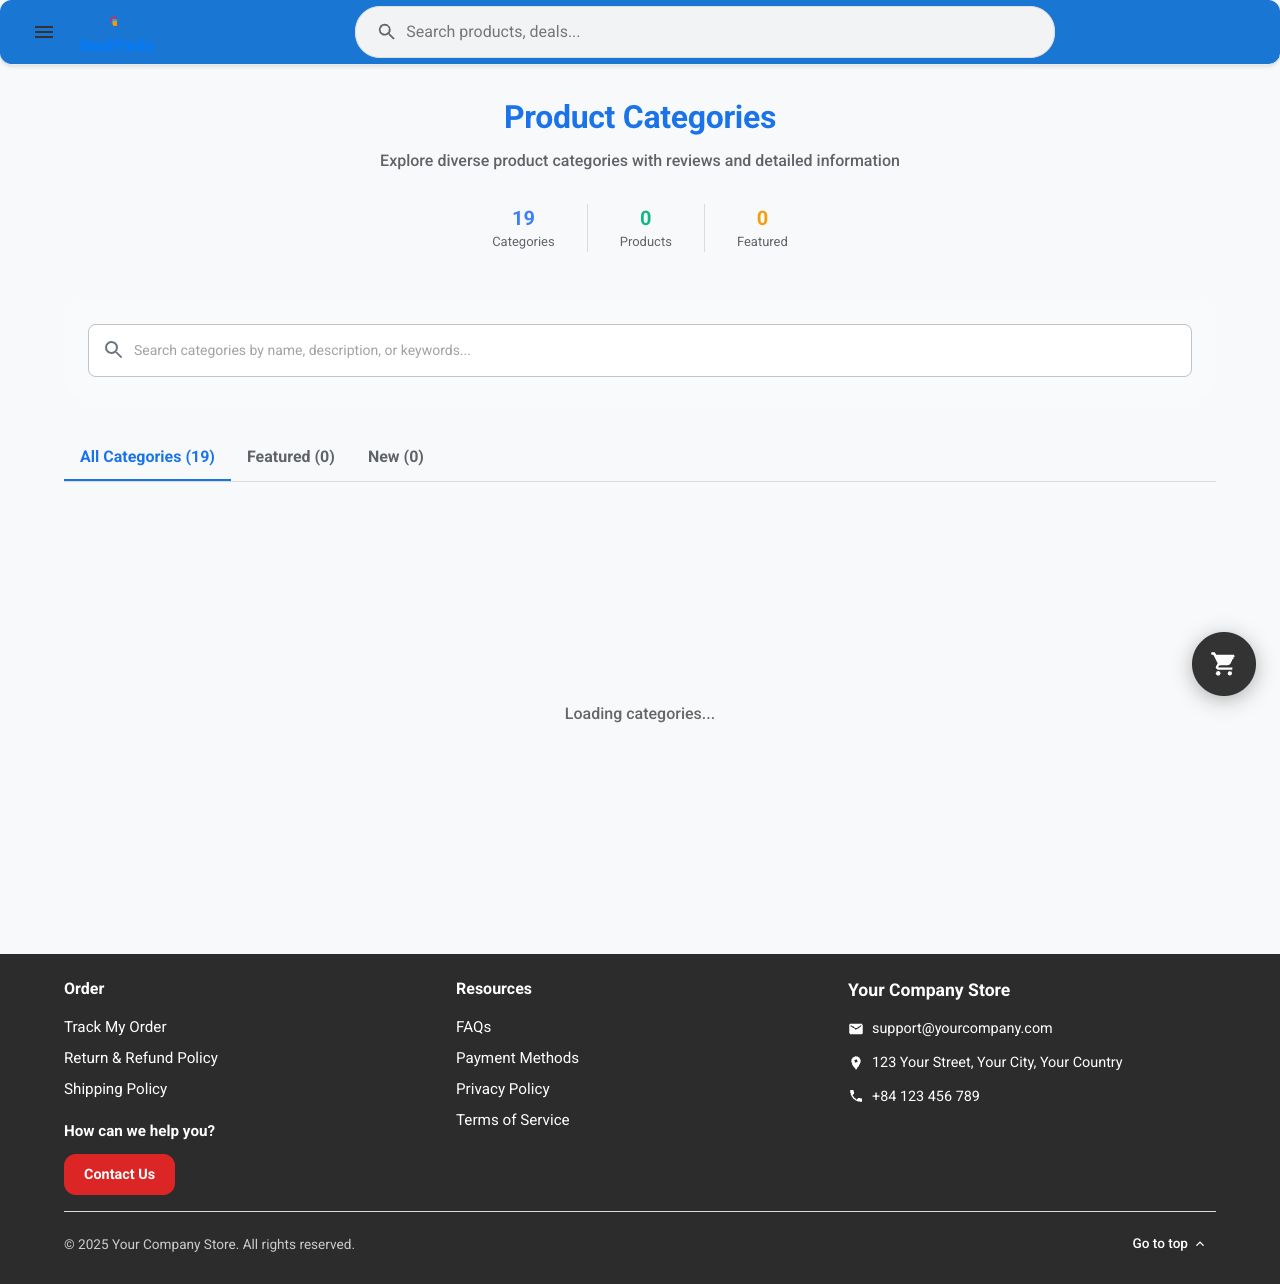 Search products, deals...
Product Categories
Explore diverse product categories with reviews and detailed information
19
Categories
0
Products
0
Featured
Search categories by name, description, or keywords...
All Categories (19)
Featured (0)
New (0)
Loading categories...
Order
Track My Order
Return & Refund Policy
Shipping Policy
How can we help you?
Contact Us
Resources
FAQs
Payment Methods
Privacy Policy
Terms of Service
Your Company Store
support@yourcompany.com
123 Your Street, Your City, Your Country
+84 123 456 789
© 2025 Your Company Store. All rights reserved.
Go to top